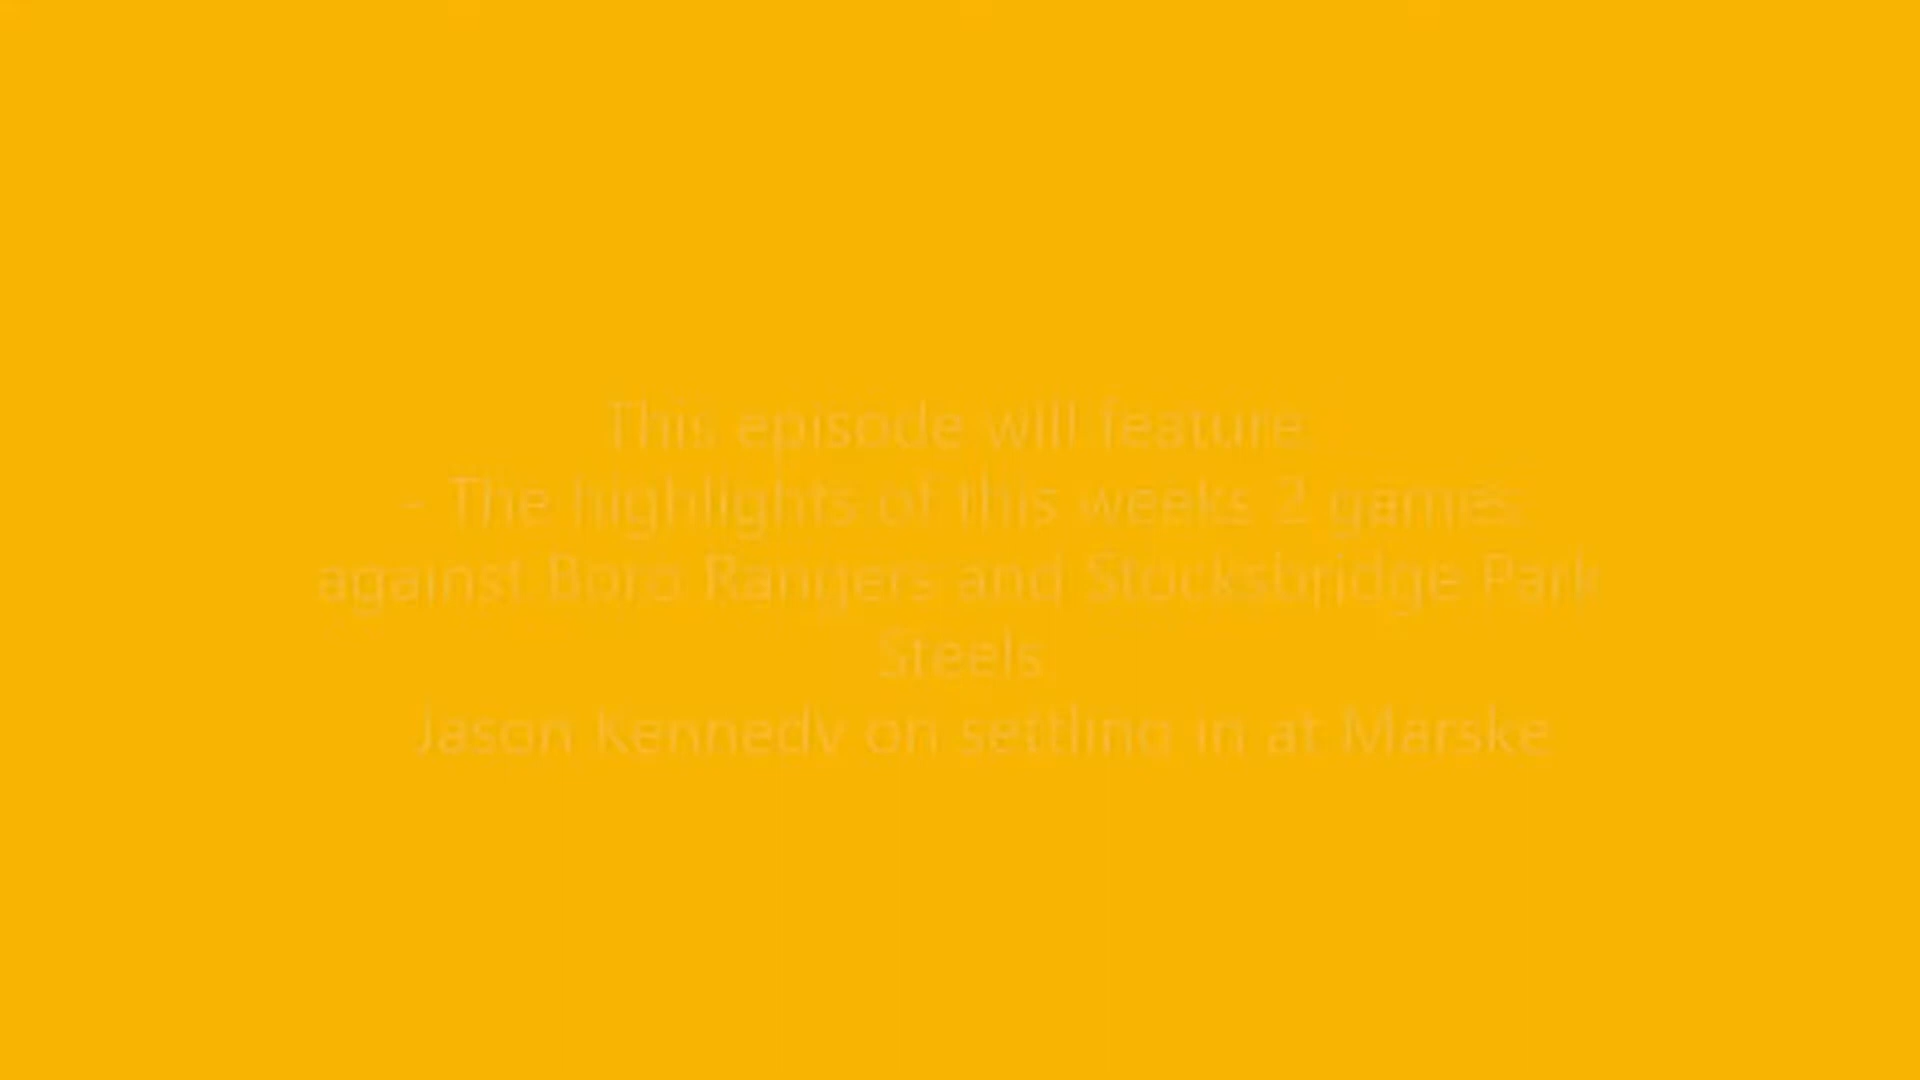 This episode will feature:
- The highlights of this weeks 2 games
against Boro Rangers and Stocksbridge Park
Steels
Jason Kennedy on settling in at Marske